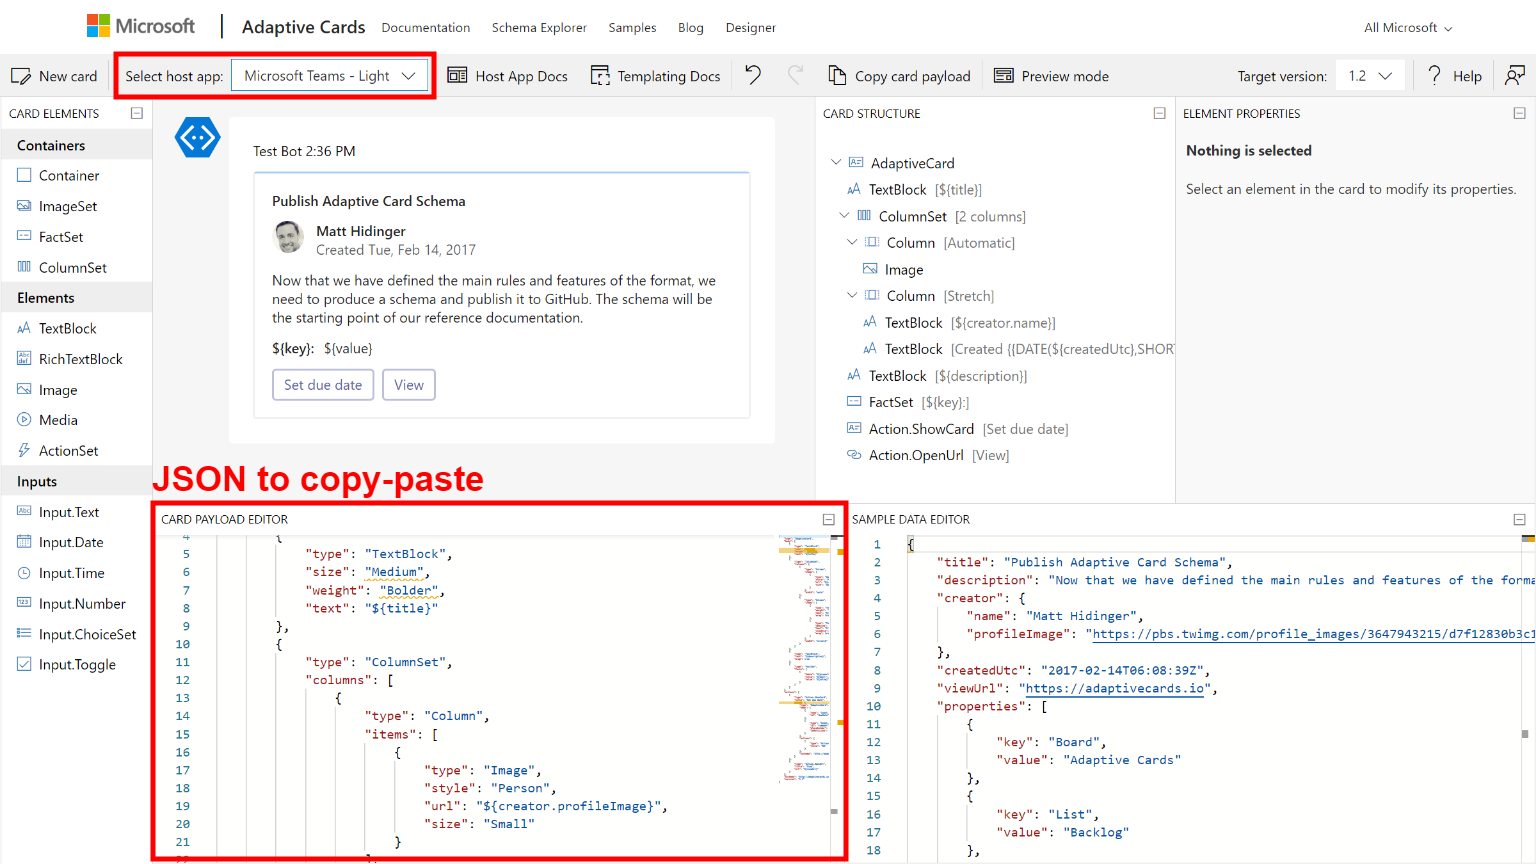 Microsoft | Adaptive Cards Documentation Schema Explorer Samples Blog Designer All Microsoft
New card Select host app: Microsoft Teams - Light Host App Docs Templating Docs Copy card payload Preview mode Target version: 1.2 Help
CARD ELEMENTS
Containers
Container
ImageSet
FactSet
ColumnSet
Elements
TextBlock
RichTextBlock
Image
Media
ActionSet
Inputs
Input.Text
Input.Date
Input.Time
Input.Number
Input.ChoiceSet
Input.Toggle
Test Bot 2:36 PM
Publish Adaptive Card Schema
Matt Hidinger
Created Tue, Feb 14, 2017
Now that we have defined the main rules and features of the format, we
need to produce a schema and publish it to GitHub. The schema will be
the starting point of our reference documentation.
${key}: ${value}
Set due date View
CARD STRUCTURE
AdaptiveCard
TextBlock [${title}]
ColumnSet [2 columns]
Column [Automatic]
Image
Column [Stretch]
TextBlock [${creator.name}]
TextBlock [Created {{DATE(${createdUtc},SHOR
TextBlock [${description}]
FactSet [${key}:]
Action.ShowCard [Set due date]
Action.OpenUrl [View]
ELEMENT PROPERTIES
Nothing is selected
Select an element in the card to modify its properties.
JSON to copy-paste
CARD PAYLOAD EDITOR
4 {
5 "type": "TextBlock",
6 "size": "Medium",
7 "weight": "Bolder",
8 "text": "${title}"
9 },
10 {
11 "type": "ColumnSet",
12 "columns": [
13 {
14 "type": "Column",
15 "items": [
16 {
17 "type": "Image",
18 "style": "Person",
19 "url": "${creator.profileImage}",
20 "size": "Small"
21 }
SAMPLE DATA EDITOR
1 {
2 "title": "Publish Adaptive Card Schema",
3 "description": "Now that we have defined the main rules and features of the forma
4 "creator": {
5 "name": "Matt Hidinger",
6 "profileImage": "https://pbs.twimg.com/profile_images/3647943215/d7f12830b3c1
7 },
8 "createdUtc": "2017-02-14T06:08:39Z",
9 "viewUrl": "https://adaptivecards.io",
10 "properties": [
11 {
12 "key": "Board",
13 "value": "Adaptive Cards"
14 },
15 {
16 "key": "List",
17 "value": "Backlog"
18 },